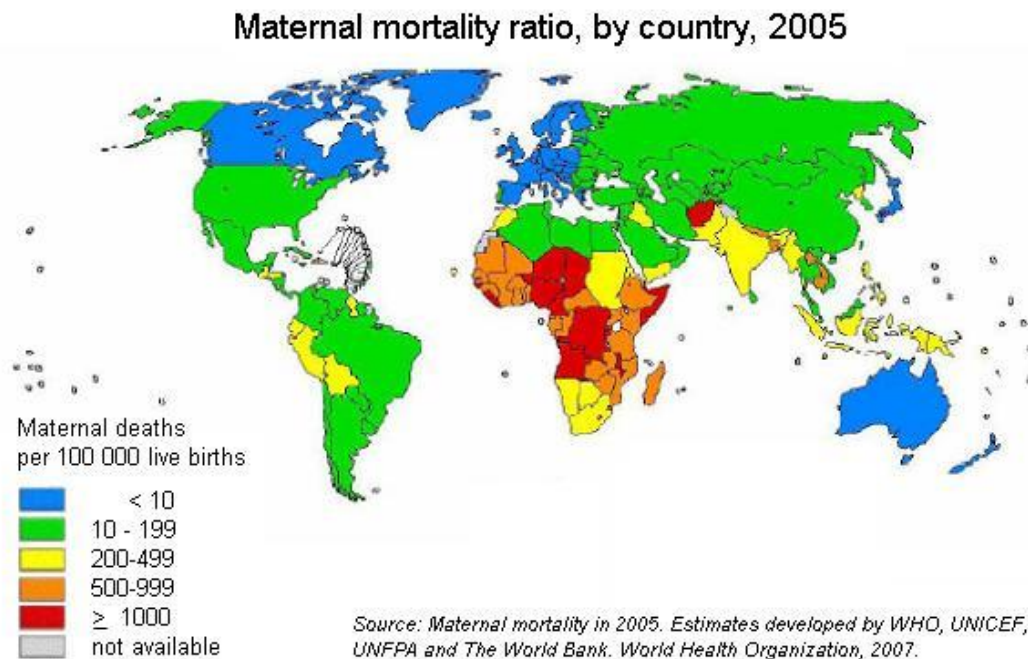 Maternal mortality ratio, by country, 2005
Maternal deaths
per 100 000 live births
< 10
10 - 199
200-499
500-999
≥ 1000
not available
Source: Maternal mortality in 2005. Estimates developed by WHO, UNICEF,
UNFPA and The World Bank. World Health Organization, 2007.